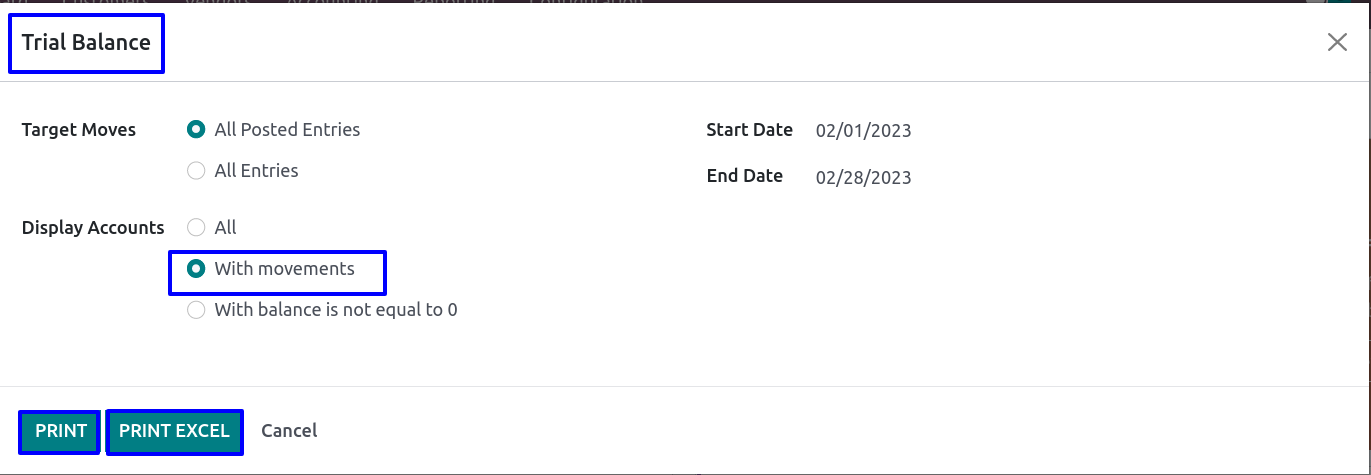 Trial Balance
Target Moves
All Posted Entries
All Entries
Start Date 02/01/2023
End Date 02/28/2023
Display Accounts
All
With movements
With balance is not equal to 0
PRINT PRINT EXCEL Cancel